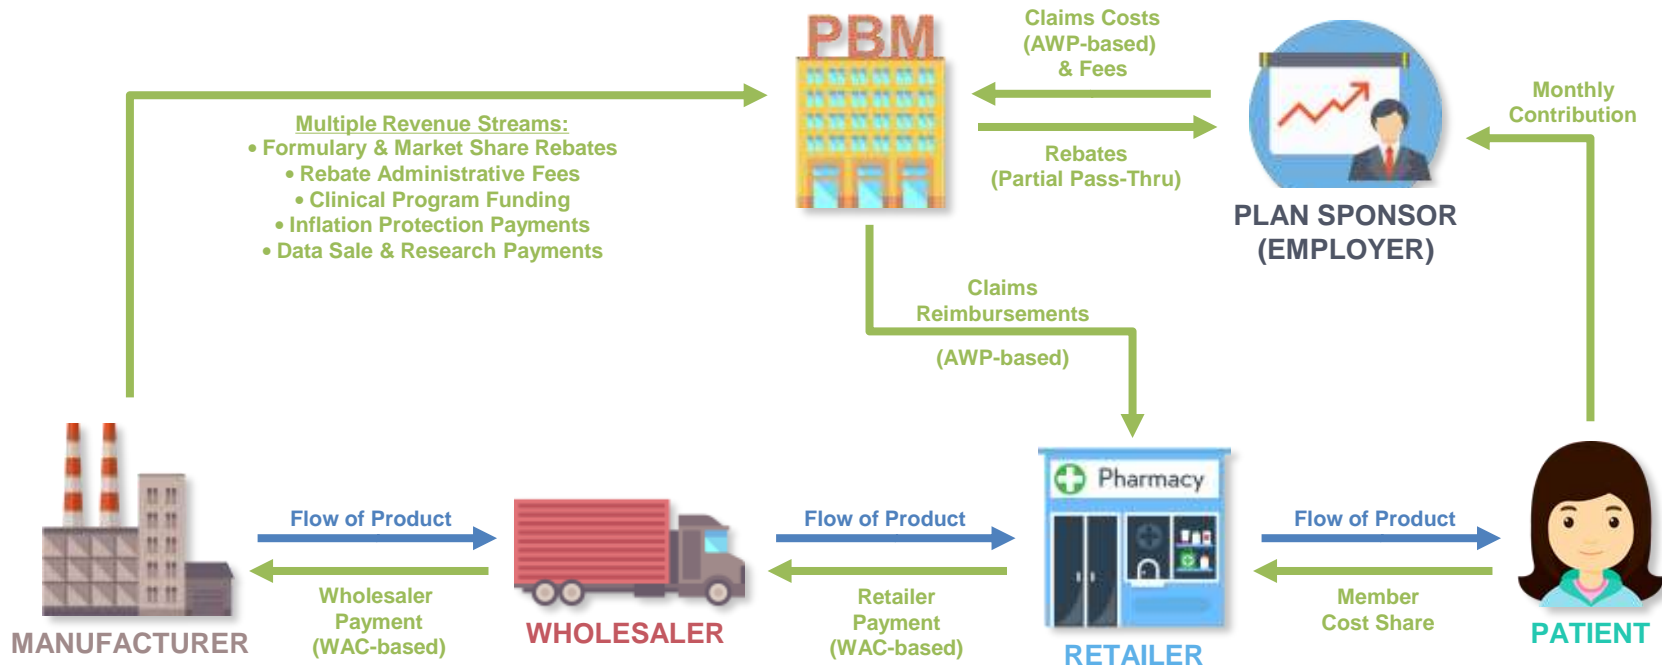 PBM
Claims Costs
(AWP-based)
& Fees
Rebates
(Partial Pass-Thru)
PLAN SPONSOR
(EMPLOYER)
Monthly
Contribution
Multiple Revenue Streams:
• Formulary & Market Share Rebates
• Rebate Administrative Fees
• Clinical Program Funding
• Inflation Protection Payments
• Data Sale & Research Payments
Claims
Reimbursements
(AWP-based)
MANUFACTURER
Flow of Product
Wholesaler
Payment
(WAC-based)
WHOLESALER
Flow of Product
Retailer
Payment
(WAC-based)
Pharmacy
RETAILER
Flow of Product
Member
Cost Share
PATIENT